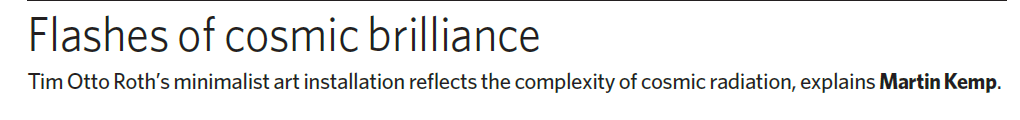 Flashes of cosmic brilliance
Tim Otto Roth's minimalist art installation reflects the complexity of cosmic radiation, explains Martin Kemp.